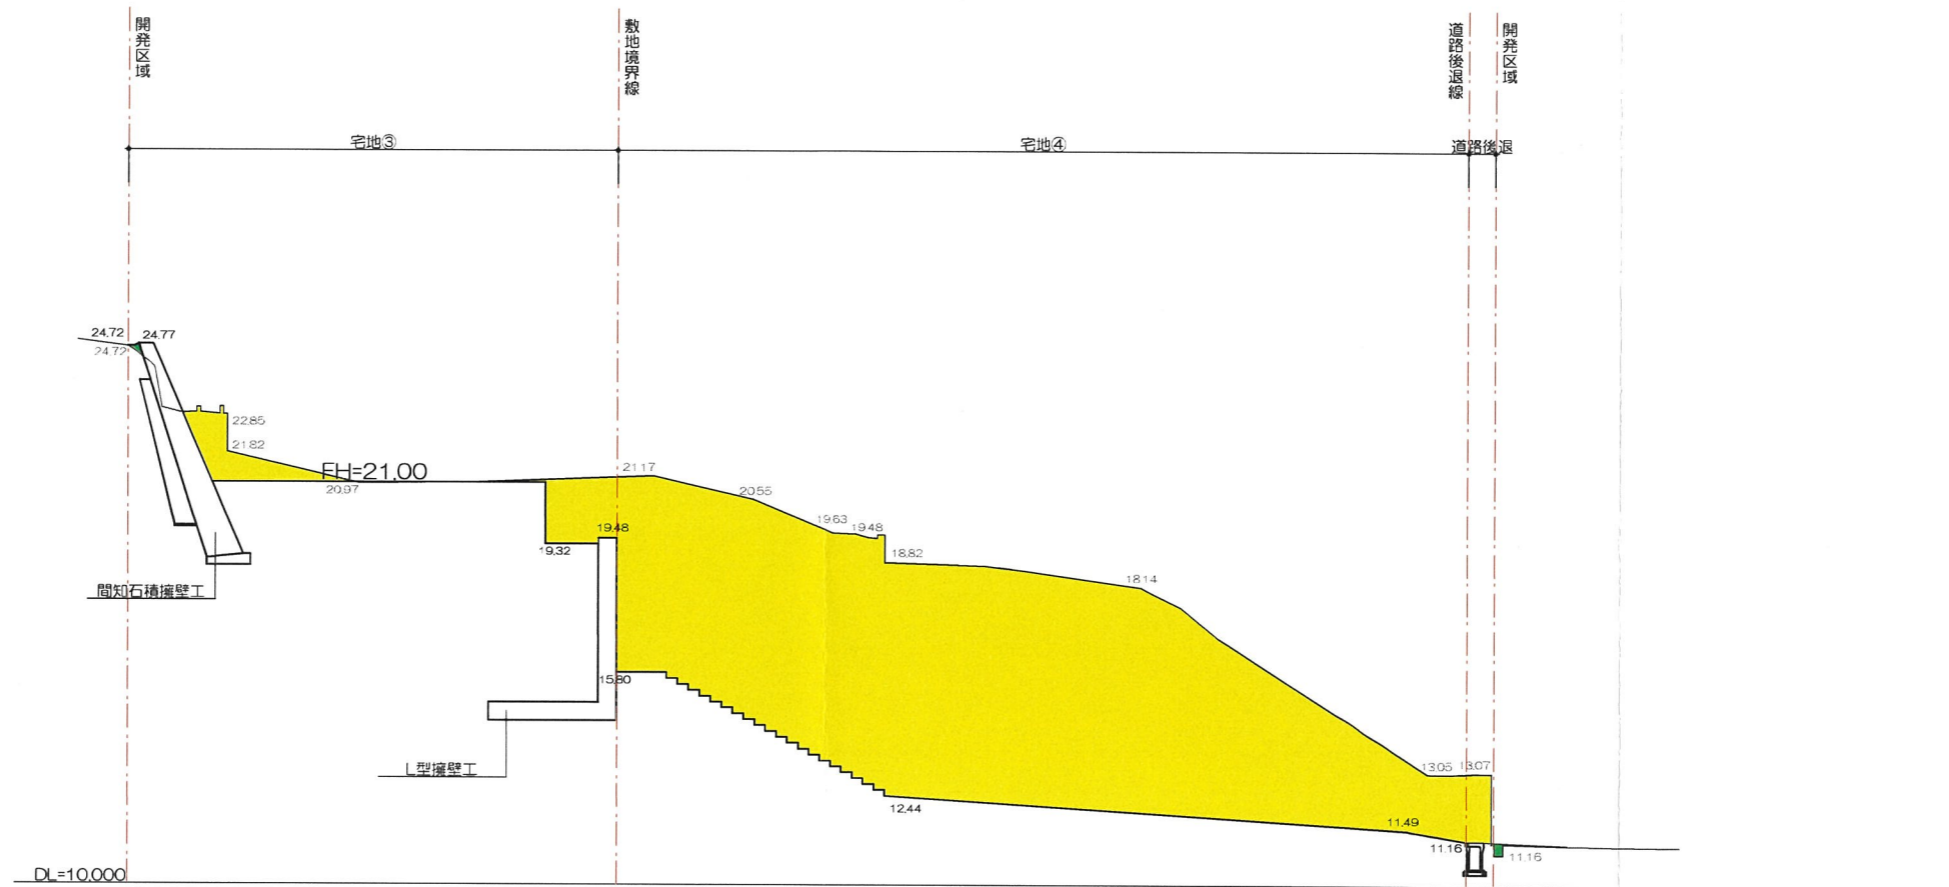 開発区域
敷地境界線
道路後退線
開発区域
宅地③
宅地④
道路後退
24.72
24.77
24.72
22.85
21.82
FH=21.00
20.97
21.17
20.55
19.63
19.48
19.48
19.32
18.82
18.14
間知石積擁壁工
15.80
L型擁壁工
13.05
13.07
12.44
11.49
11.16
11.16
DL=10.000